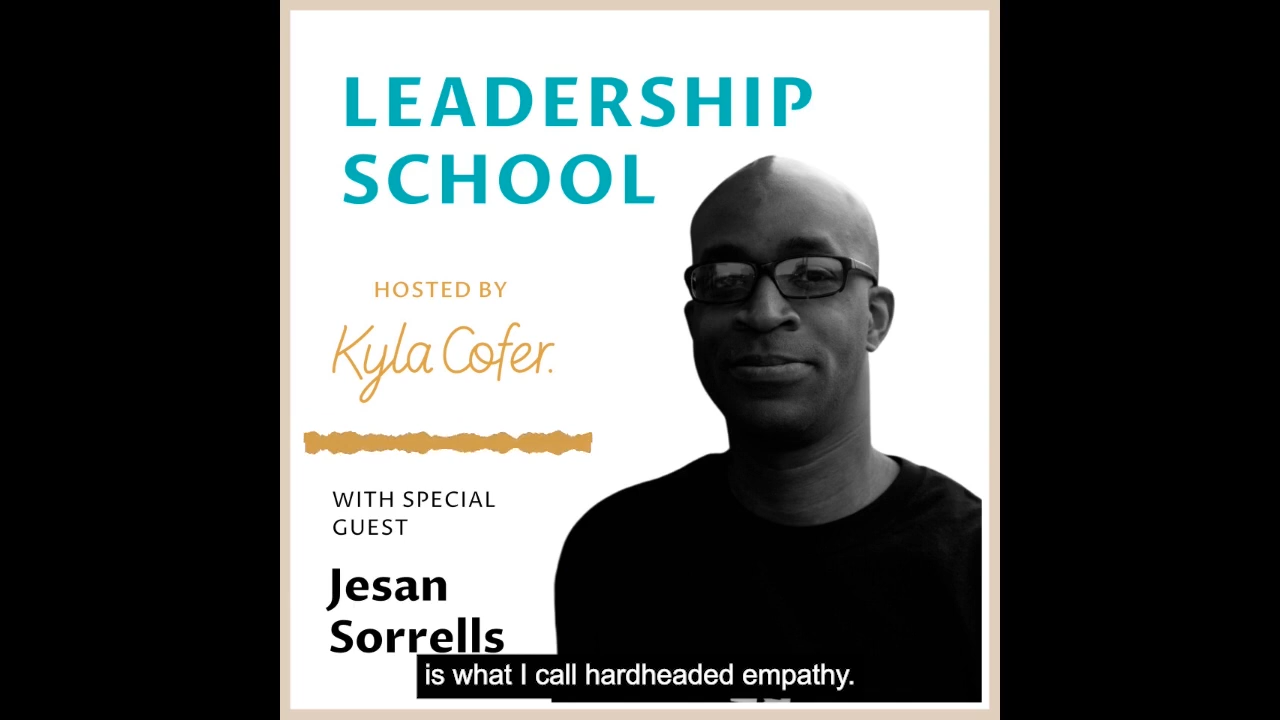 LEADERSHIP
SCHOOL
HOSTED BY
Kyla Cofer.
WITH SPECIAL
GUEST
Jesan
Sorrells
is what I call hardheaded empathy.